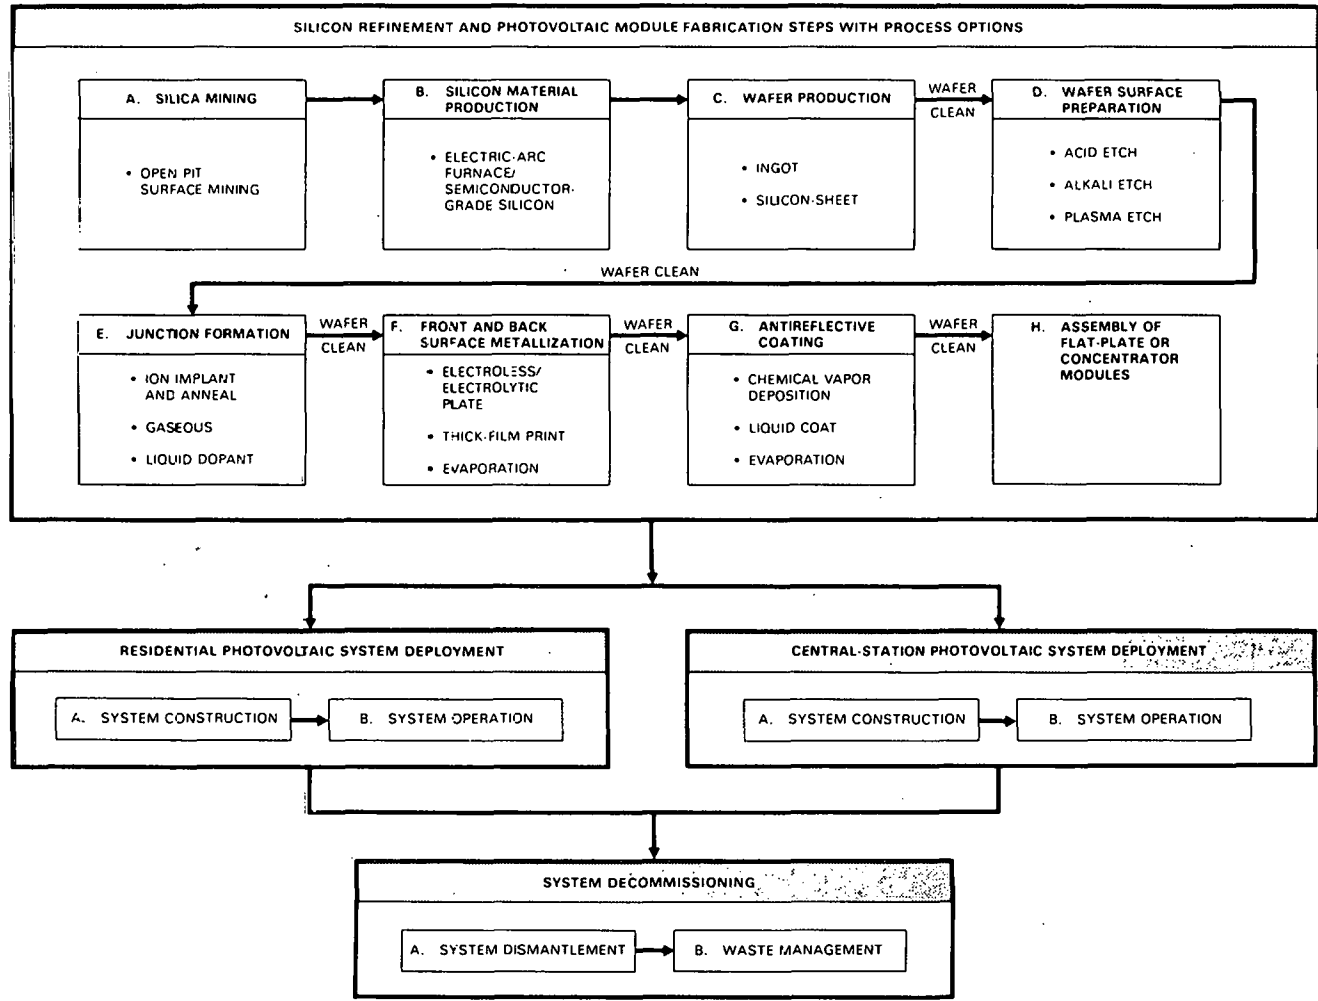 SILICON REFINEMENT AND PHOTOVOLTAIC MODULE FABRICATION STEPS WITH PROCESS OPTIONS
A. SILICA MINING
• OPEN PIT
SURFACE MINING
B. SILICON MATERIAL
PRODUCTION
• ELECTRIC-ARC
FURNACE/
SEMICONDUCTOR-
GRADE SILICON
C. WAFER PRODUCTION
• INGOT
• SILICON-SHEET
WAFER
CLEAN
D. WAFER SURFACE
PREPARATION
• ACID ETCH
• ALKALI ETCH
• PLASMA ETCH
WAFER CLEAN
E. JUNCTION FORMATION
• ION IMPLANT
AND ANNEAL
• GASEOUS
• LIQUID DOPANT
WAFER
CLEAN
F. FRONT AND BACK
SURFACE METALLIZATION
• ELECTROLESS/
ELECTROLYTIC
PLATE
• THICK-FILM PRINT
• EVAPORATION
WAFER
CLEAN
G. ANTIREFLECTIVE
COATING
• CHEMICAL VAPOR
DEPOSITION
• LIQUID COAT
• EVAPORATION
WAFER
CLEAN
H. ASSEMBLY OF
FLAT-PLATE OR
CONCENTRATOR
MODULES
RESIDENTIAL PHOTOVOLTAIC SYSTEM DEPLOYMENT
A. SYSTEM CONSTRUCTION
B. SYSTEM OPERATION
CENTRAL-STATION PHOTOVOLTAIC SYSTEM DEPLOYMENT
A. SYSTEM CONSTRUCTION
B. SYSTEM OPERATION
SYSTEM DECOMMISSIONING
A. SYSTEM DISMANTLEMENT
B. WASTE MANAGEMENT